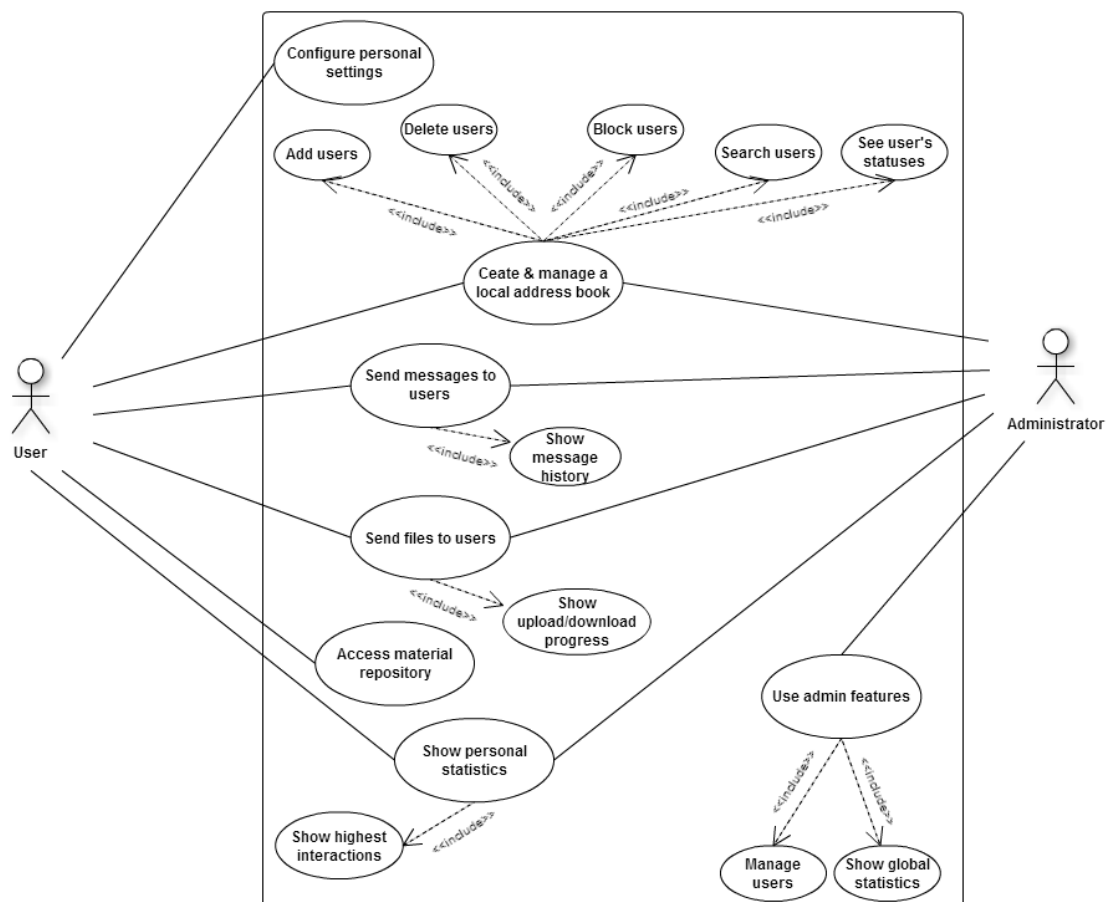 Configure personal
settings
Delete users
Block users
Add users
Search users
See user's
statuses
<<include>>
<<include>>
<<include>>
<<include>>
<<include>>
Ceate & manage a
local address book
Send messages to
users
User
Administrator
<<include>>
Show
message
history
Send files to users
<<include>>
Show
upload/download
progress
Access material
repository
Use admin features
Show personal
statistics
<<include>>
<<include>>
<<include>>
Show highest
interactions
Manage
users
Show global
statistics